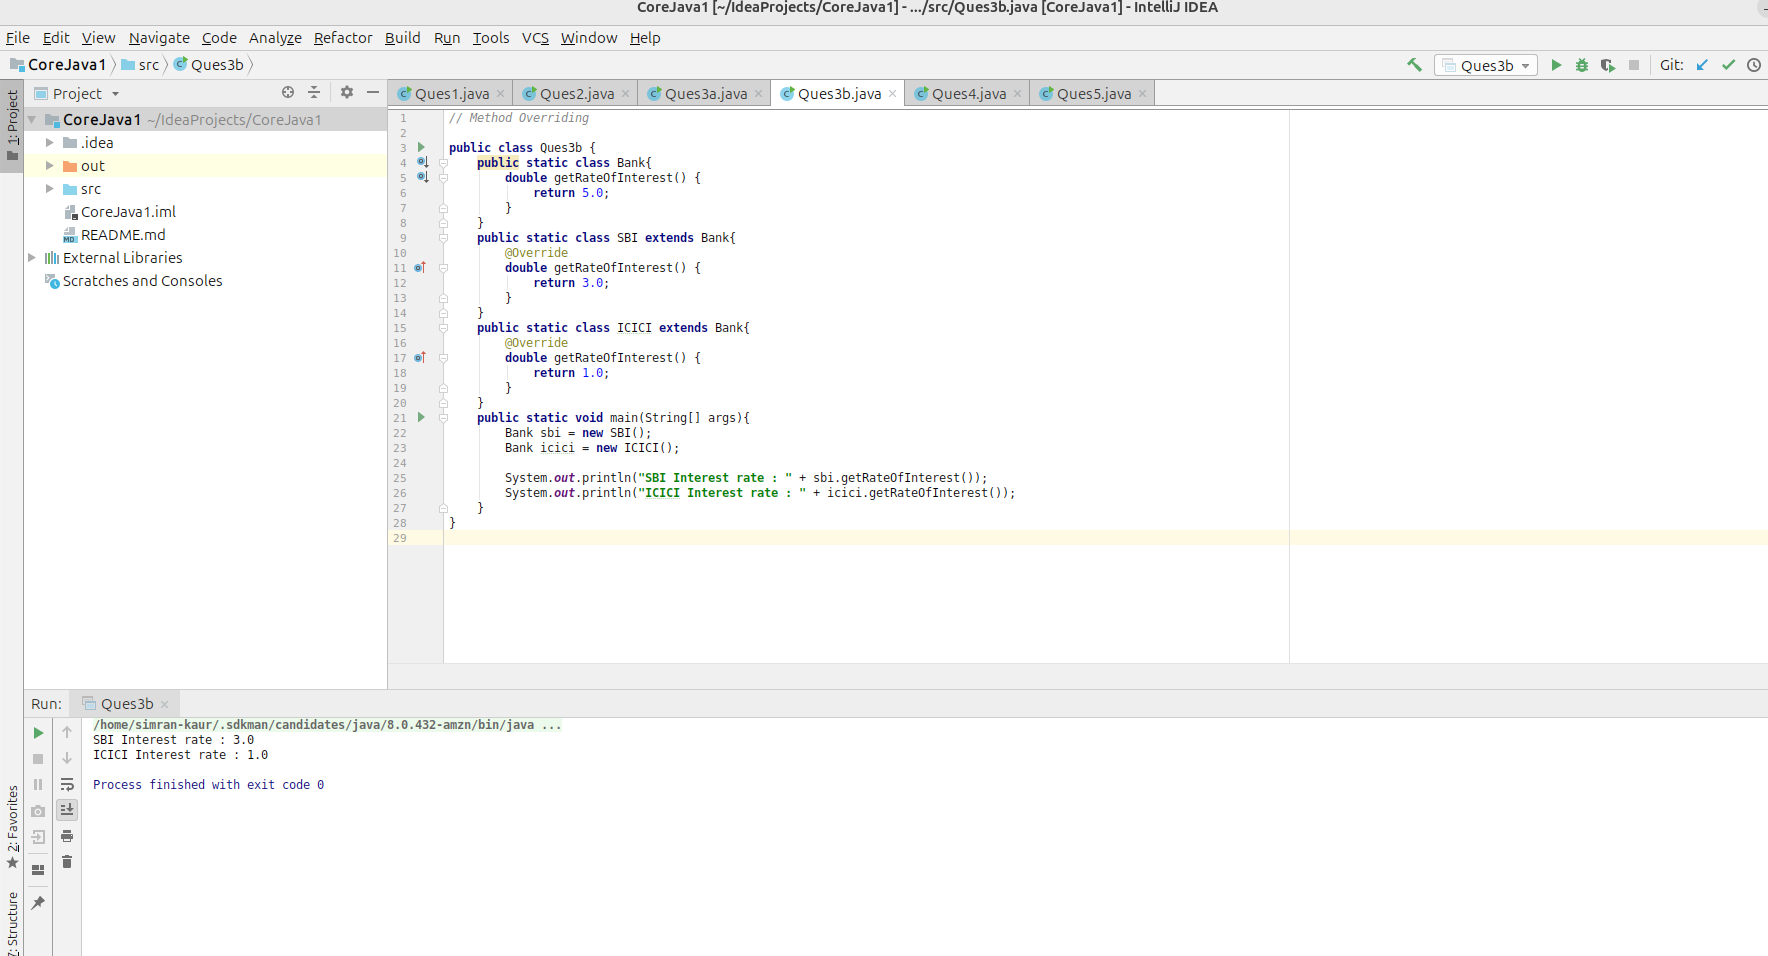 CoreJava1 [~/IdeaProjects/CoreJava1] - .../src/Ques3b.java [CoreJava1] - IntelliJ IDEA
File Edit View Navigate Code Analyze Refactor Build Run Tools VCS Window Help
CoreJava1 src Ques3b
Ques3b Git:
1: Project
Project
Ques1.java Ques2.java Ques3a.java Ques3b.java Ques4.java Ques5.java
CoreJava1 ~/IdeaProjects/CoreJava1
.idea
out
src
CoreJava1.iml
README.md
External Libraries
Scratches and Consoles
1 // Method Overriding
2
3 public class Ques3b {
4 public static class Bank{
5 double getRateOfInterest() {
6 return 5.0;
7 }
8 }
9 public static class SBI extends Bank{
10 @Override
11 double getRateOfInterest() {
12 return 3.0;
13 }
14 }
15 public static class ICICI extends Bank{
16 @Override
17 double getRateOfInterest() {
18 return 1.0;
19 }
20 }
21 public static void main(String[] args){
22 Bank sbi = new SBI();
23 Bank icici = new ICICI();
24
25 System.out.println("SBI Interest rate : " + sbi.getRateOfInterest());
26 System.out.println("ICICI Interest rate : " + icici.getRateOfInterest());
27 }
28 }
29
Run: Ques3b
/home/simran-kaur/.sdkman/candidates/java/8.0.432-amzn/bin/java ...
SBI Interest rate : 3.0
ICICI Interest rate : 1.0
Process finished with exit code 0
2: Favorites
7: Structure